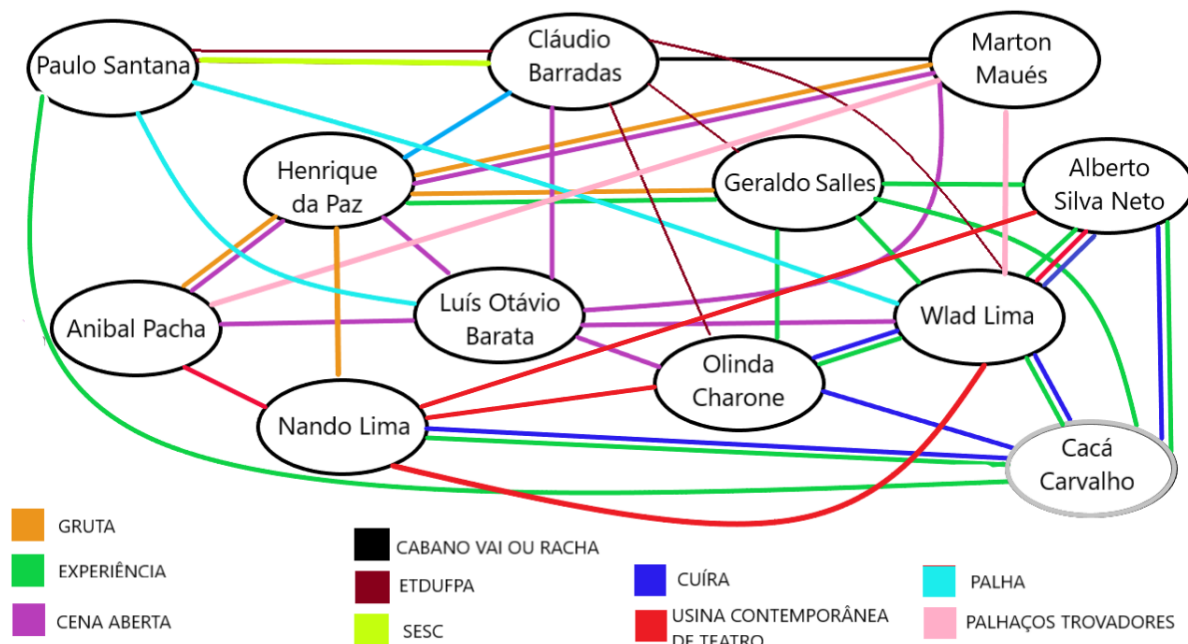 Paulo Santana
Cláudio
Barradas
Marton
Maués
Henrique
da Paz
Geraldo Salles
Alberto
Silva Neto
Anibal Pacha
Luís Otávio
Barata
Wlad Lima
Olinda
Charone
Nando Lima
Cacá
Carvalho
GRUTA
EXPERIÊNCIA
CENA ABERTA
CABANO VAI OU RACHA
ETDUFPA
SESC
CUÍRA
USINA CONTEMPORÂNEA
DE TEATRO
PALHA
PALHAÇOS TROVADORES